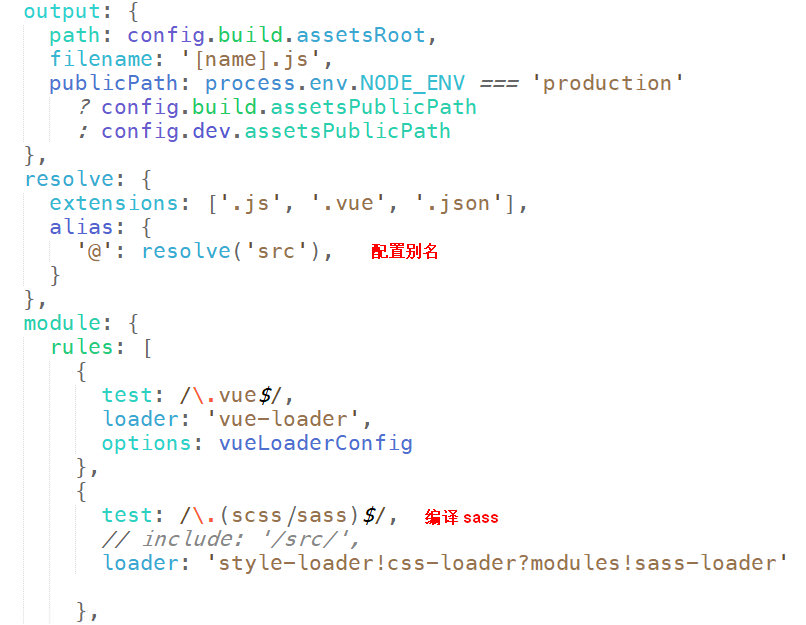 output: {
  path: config.build.assetsRoot,
  filename: '[name].js',
  publicPath: process.env.NODE_ENV === 'production'
    ? config.build.assetsPublicPath
    : config.dev.assetsPublicPath
},
resolve: {
  extensions: ['.js', '.vue', '.json'],
  alias: {
    '@': resolve('src'), 配置别名
  }
},
module: {
  rules: [
    {
      test: /\.vue$/,
      loader: 'vue-loader',
      options: vueLoaderConfig
    },
    {
      test: /\.(scss/sass)$/, 编译 sass
      // include: '/src/',
      loader: 'style-loader!css-loader?modules!sass-loader'
    },